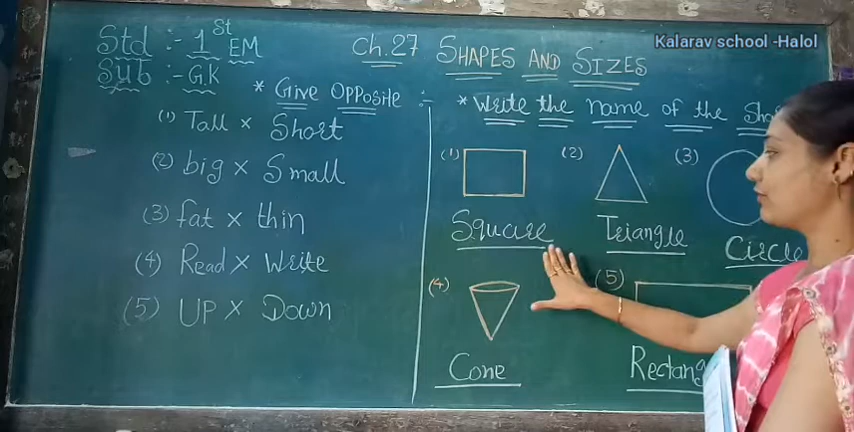 Kalarav school -Halol
Std :- 1st EM
Sub :- G.K
Ch.27 SHAPES AND SIZES
* Give Opposite :-
(1) Tall × Short
(2) big × Small
(3) fat × thin
(4) Read × Write
(5) UP × Down
* Write the name of the
(1) (2) (3)
Square Triangle Circle
(4) (5)
Cone